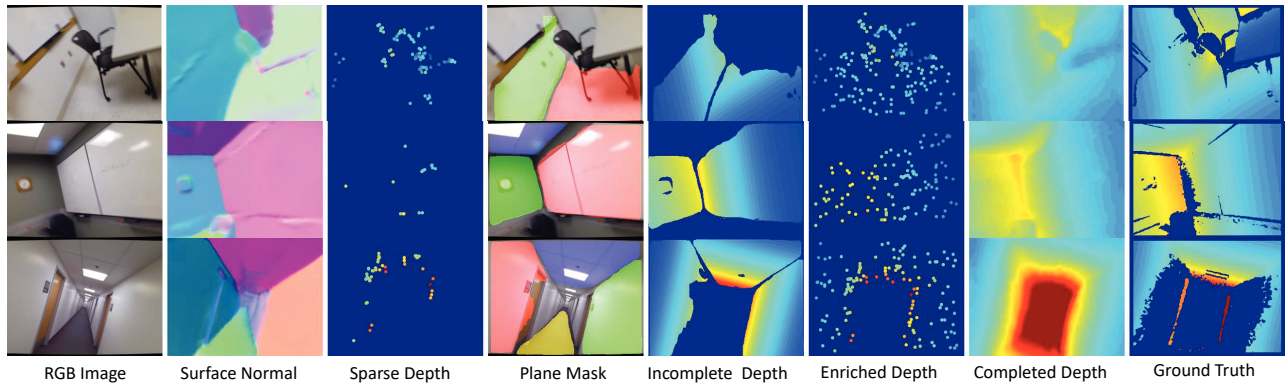 RGB Image
Surface Normal
Sparse Depth
Plane Mask
Incomplete Depth
Enriched Depth
Completed Depth
Ground Truth